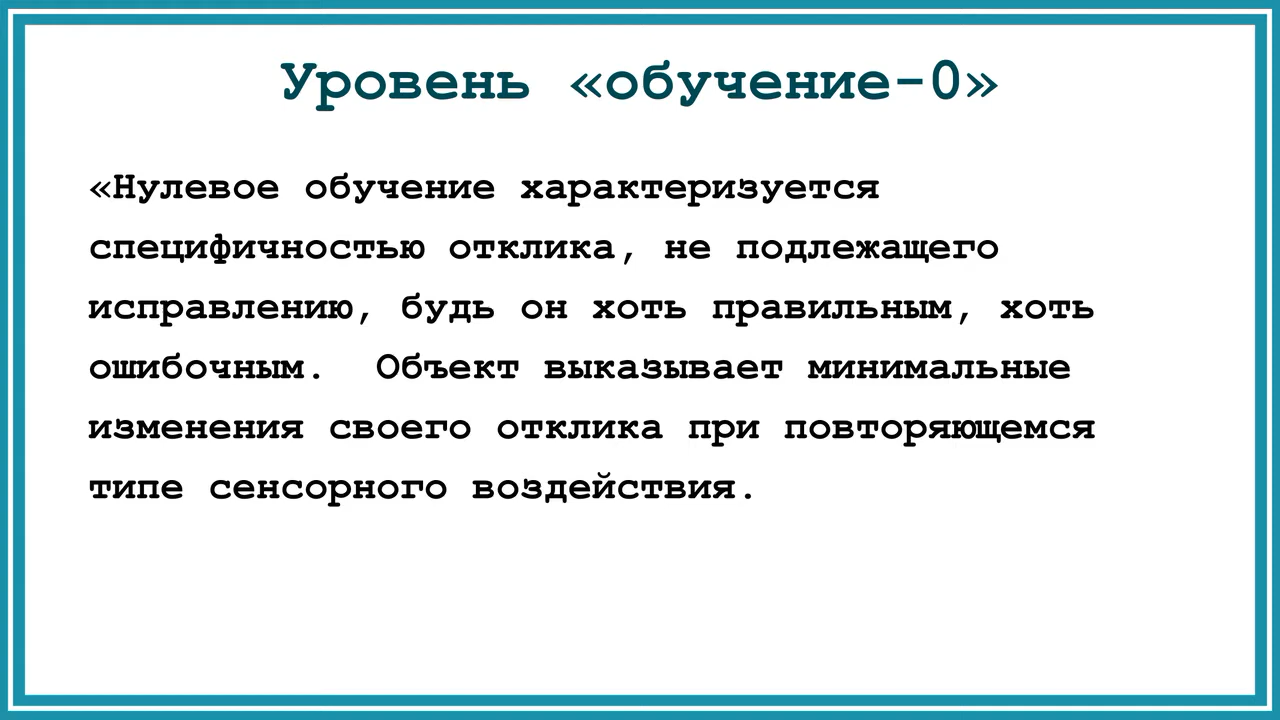 Уровень «обучение-0»
«Нулевое обучение характеризуется
специфичностью отклика, не подлежащего
исправлению, будь он хоть правильным, хоть
ошибочным.  Объект выказывает минимальные
изменения своего отклика при повторяющемся
типе сенсорного воздействия.